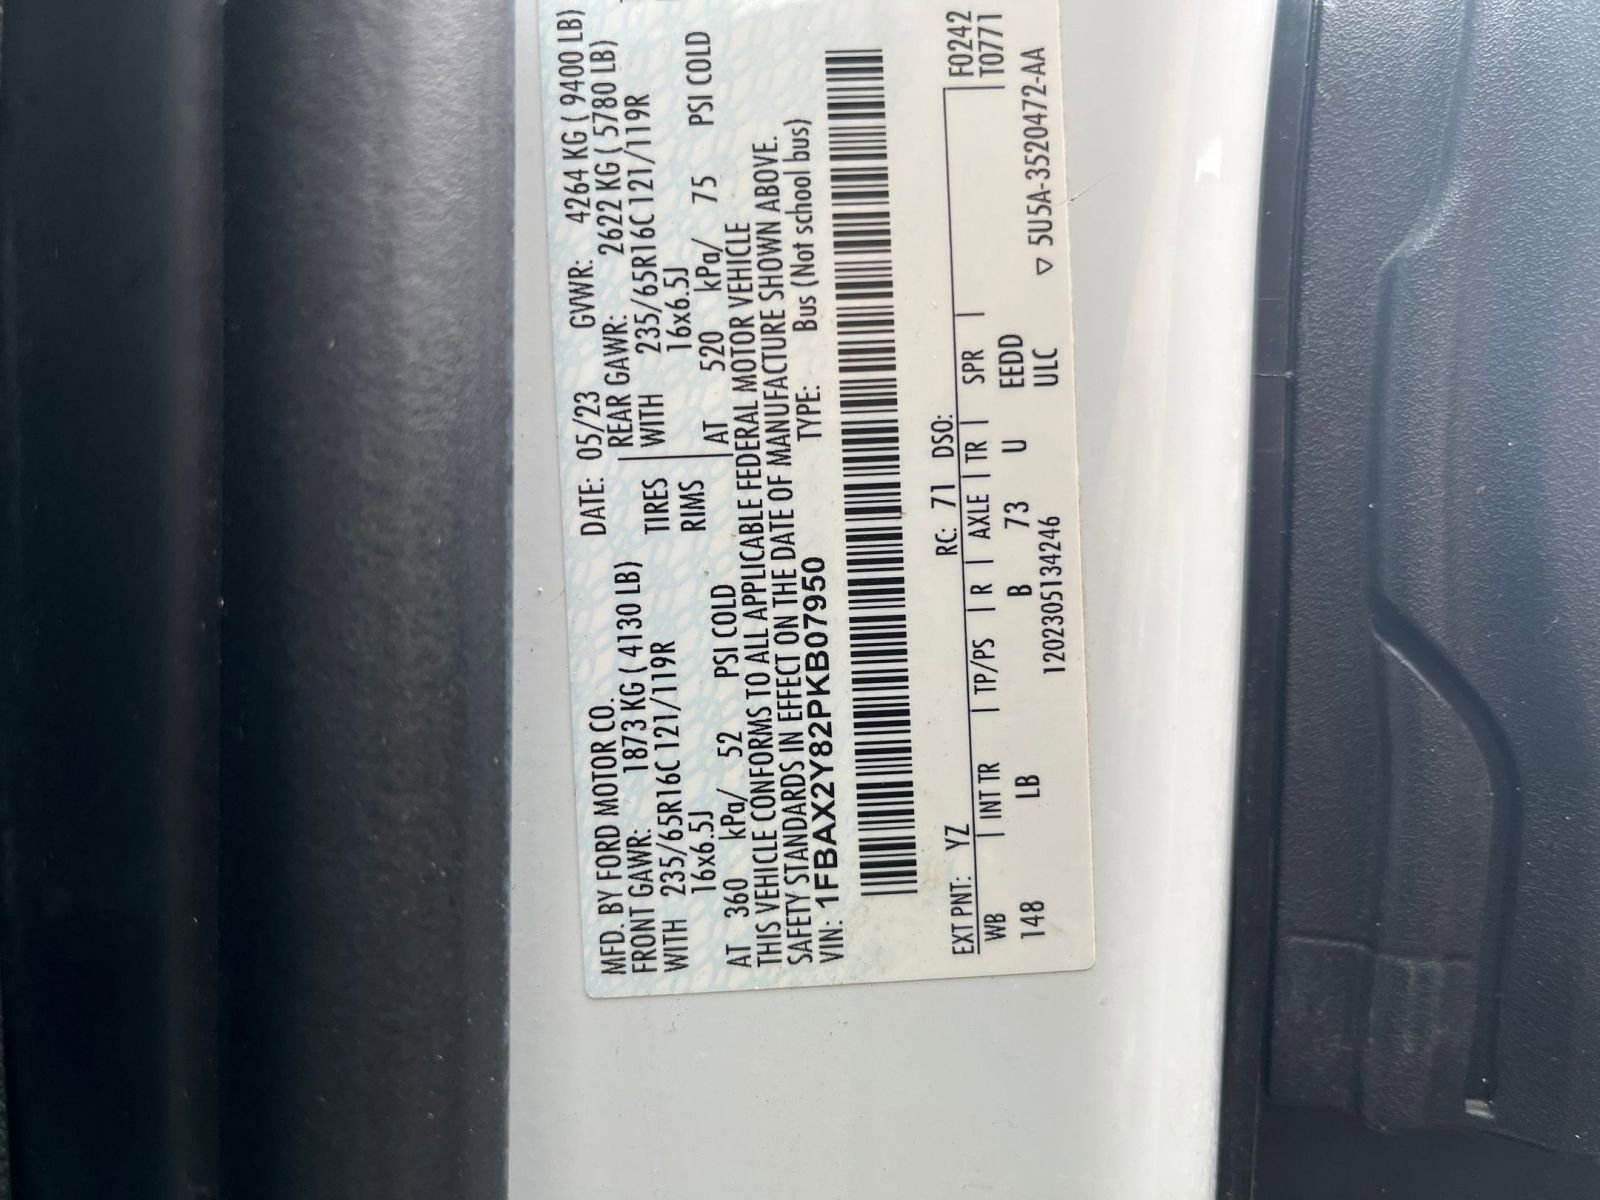 MFD. BY FORD MOTOR CO. DATE: 05/23 GVWR: 4264 KG ( 9400 LB)
FRONT GAWR: 1873 KG ( 4130 LB) REAR GAWR: 2622 KG ( 5780 LB)
WITH 235/65R16C 121/119R TIRES WITH 235/65R16C 121/119R
16x6.5J RIMS 16x6.5J
AT 360 kPa/ 52 PSI COLD AT 520 kPa/ 75 PSI COLD
THIS VEHICLE CONFORMS TO ALL APPLICABLE FEDERAL MOTOR VEHICLE
SAFETY STANDARDS IN EFFECT ON THE DATE OF MANUFACTURE SHOWN ABOVE.
VIN: 1FBAX2Y82PKB07950 TYPE: Bus (Not school bus)
EXT PNT: YZ RC: 71 DSO: F0242
WB | INT TR | TP/PS | R | AXLE | TR | SPR | T0771
148 LB B 73 U EEDD
120230513 4246 ULC ▽ 5U5A-3520472-AA